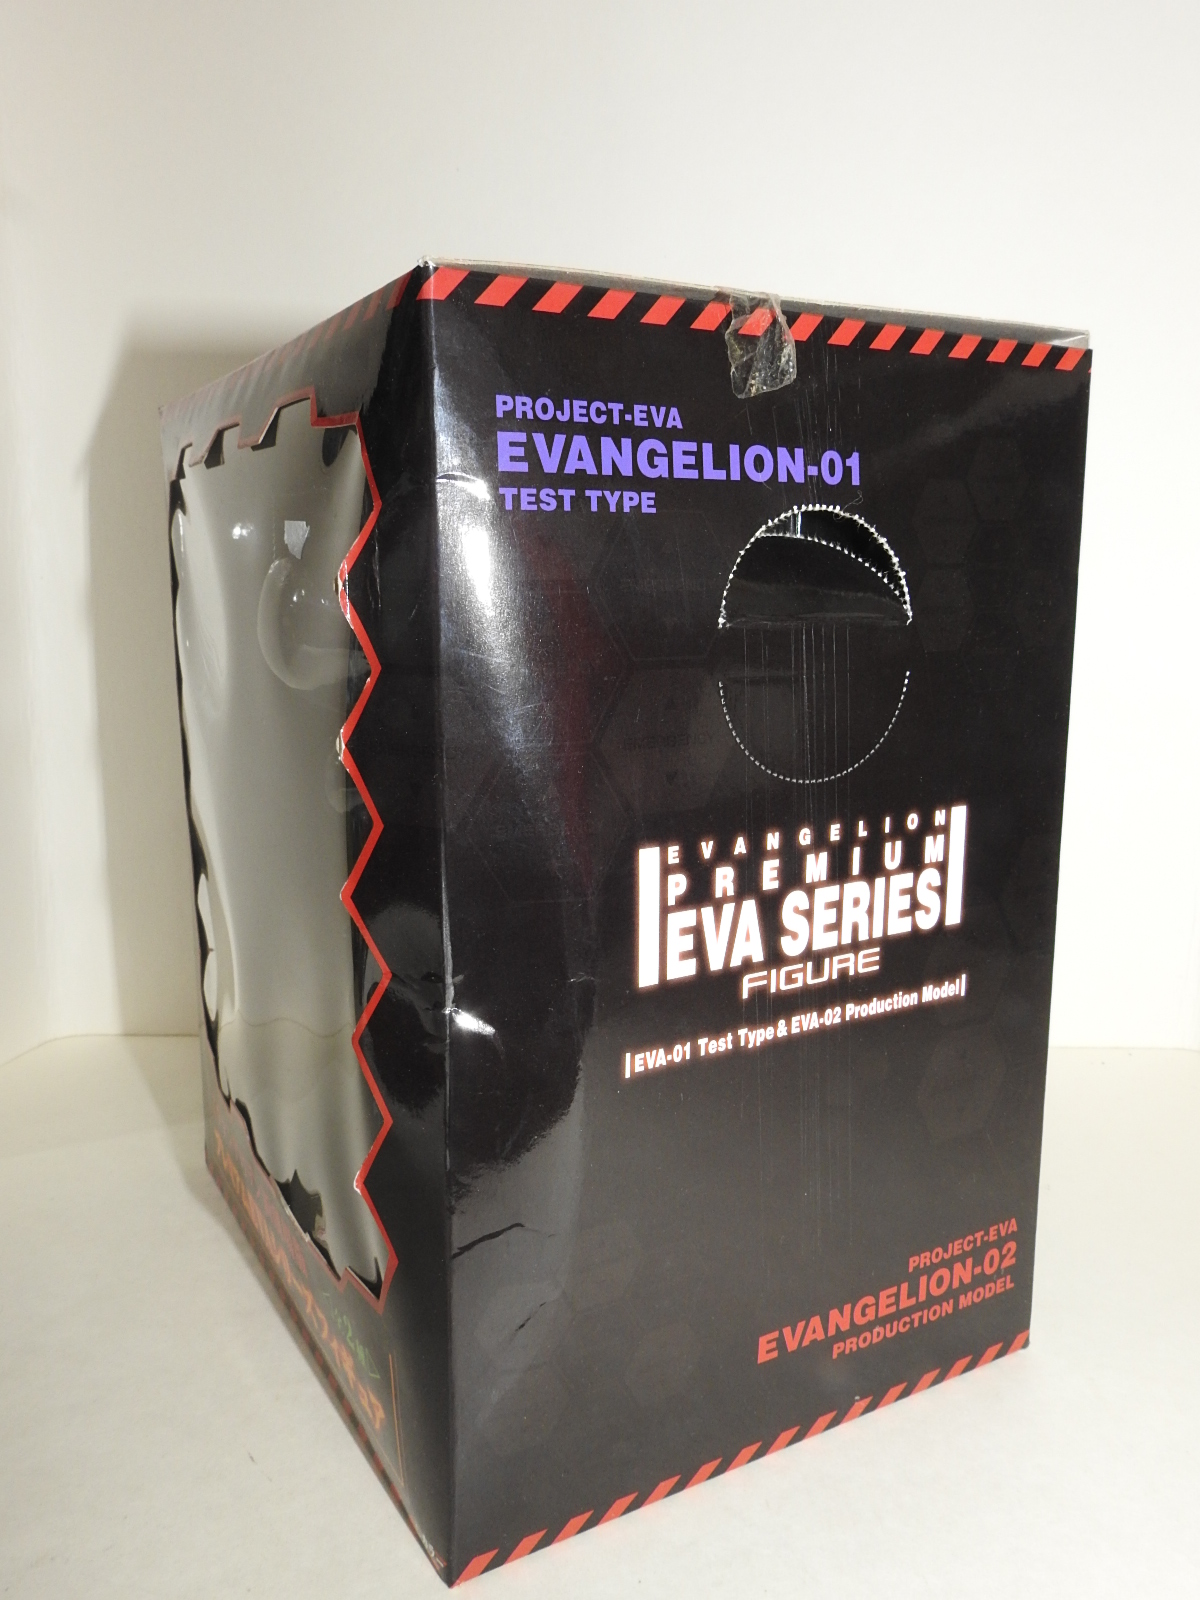 PROJECT-EVA
EVANGELION-01
TEST TYPE
EVANGELION
PREMIUM
EVA SERIES
FIGURE
EVA-01 Test Type & EVA-02 Production Model
PROJECT-EVA
EVANGELION-02
PRODUCTION MODEL